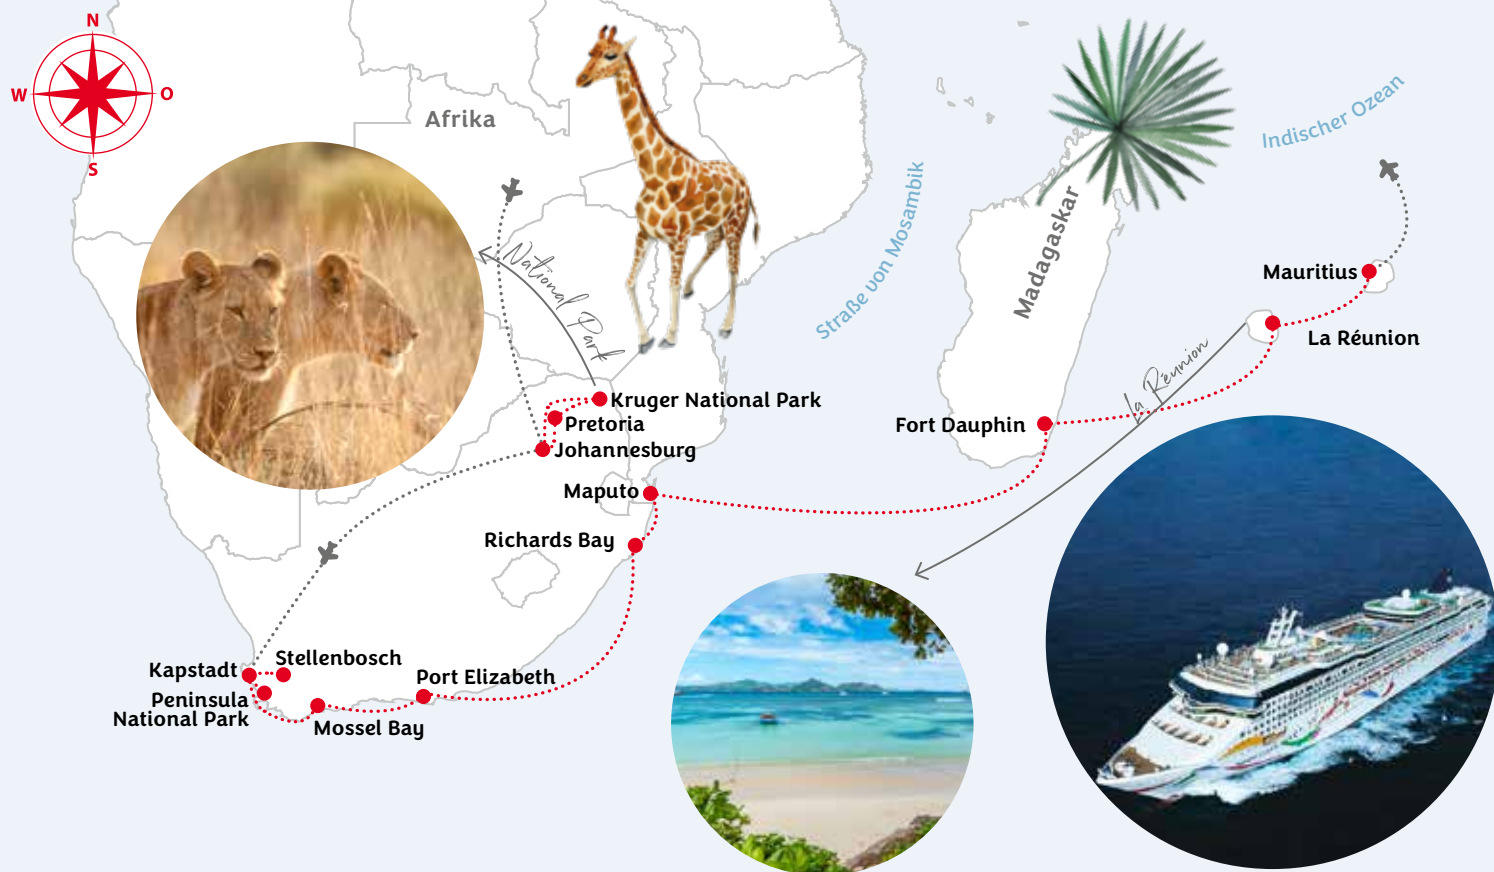 N
W
O
S
Afrika
Indischer Ozean
Straße von Mosambik
Madagaskar
National Park
Mauritius
La Réunion
La Réunion
Kruger National Park
Pretoria
Johannesburg
Fort Dauphin
Maputo
Richards Bay
Kapstadt
Stellenbosch
Port Elizabeth
Peninsula
National Park
Mossel Bay